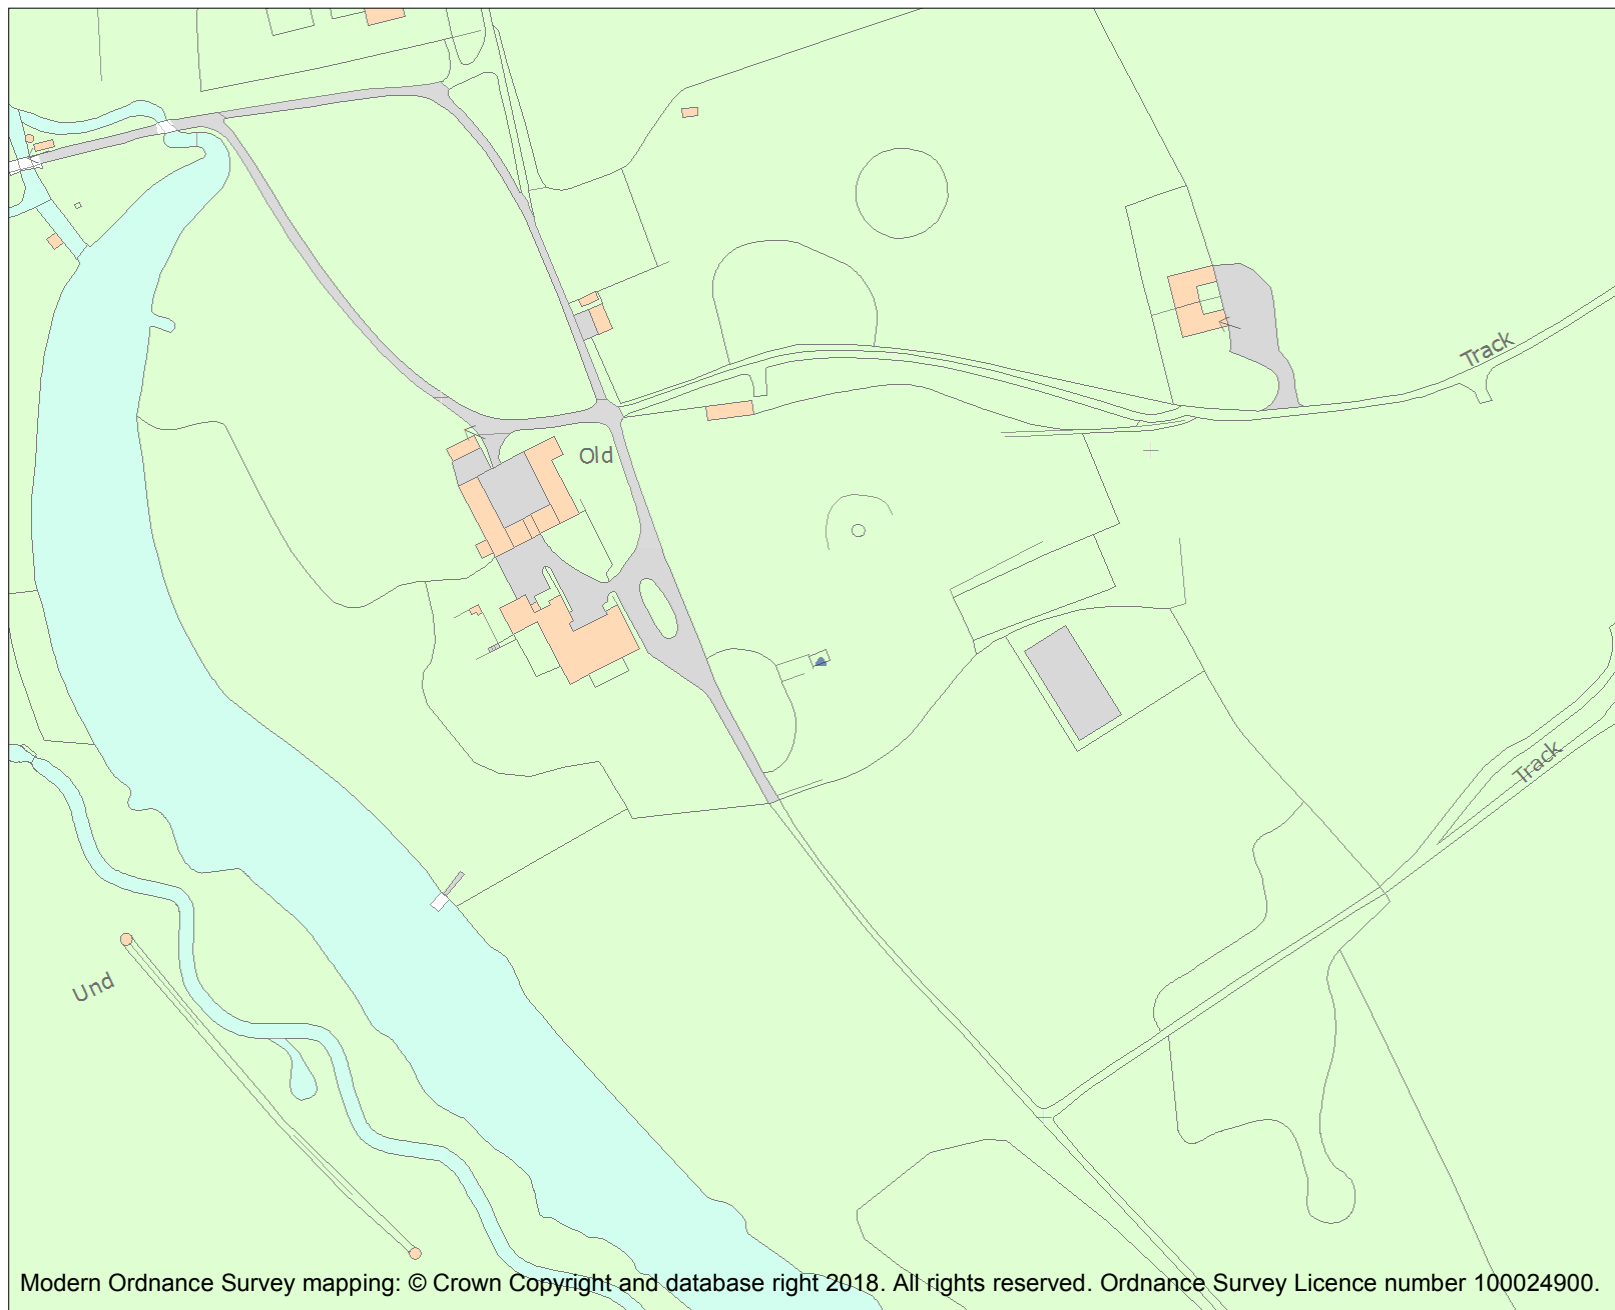 Track
Old
Track
Und
Modern Ordnance Survey mapping: © Crown Copyright and database right 2018. All rights reserved. Ordnance Survey Licence number 100024900.